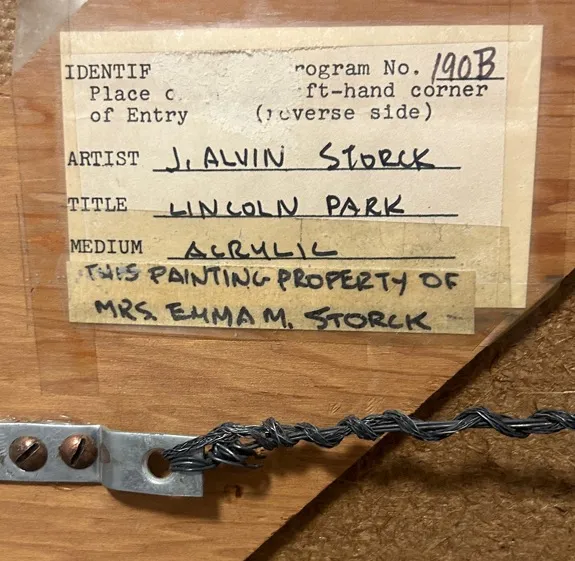 IDENTIF rogram No. 190B
Place o ft-hand corner
of Entry (reverse side)
ARTIST J. ALVIN STORCK
TITLE LINCOLN PARK
MEDIUM ACRYLIC
THIS PAINTING PROPERTY OF
MRS. EMMA M. STORCK